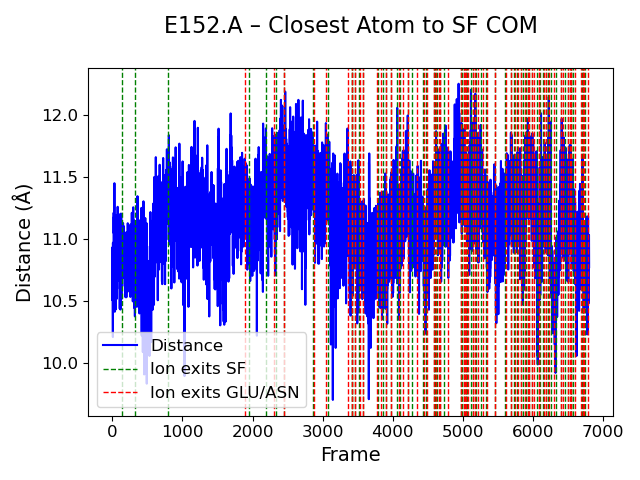 E152.A – Closest Atom to SF COM
Distance (Å)
12.0
11.5
11.0
10.5
10.0
Distance
Ion exits SF
Ion exits GLU/ASN
0 1000 2000 3000 4000 5000 6000 7000
Frame